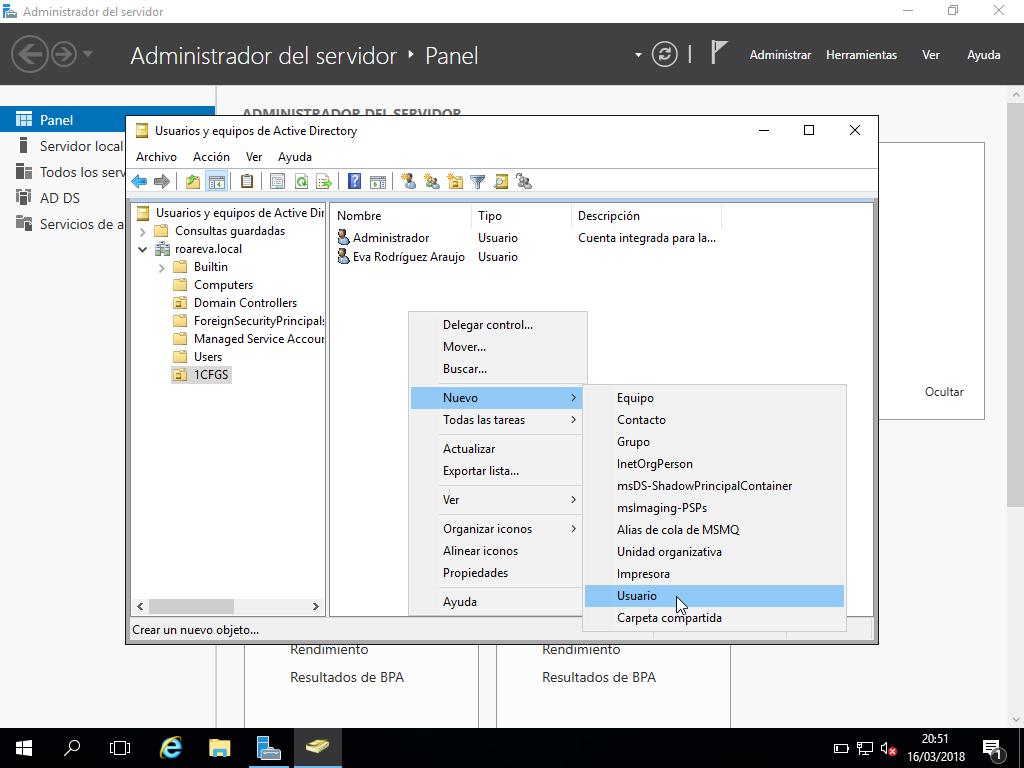 Administrador del servidor
Administrador del servidor ‣ Panel
Administrar Herramientas Ver Ayuda
ADMINISTRADOR DEL SERVIDOR
Panel
Servidor local
Todos los serv
AD DS
Servicios de a
Usuarios y equipos de Active Directory
Archivo Acción Ver Ayuda
Usuarios y equipos de Active Dir
Consultas guardadas
roareva.local
Builtin
Computers
Domain Controllers
ForeignSecurityPrincipals
Managed Service Accour
Users
1CFGS
Nombre Tipo Descripción
Administrador Usuario Cuenta integrada para la...
Eva Rodríguez Araujo Usuario
Delegar control...
Mover...
Buscar...
Nuevo
Todas las tareas
Actualizar
Exportar lista...
Ver
Organizar iconos
Alinear iconos
Propiedades
Ayuda
Equipo
Contacto
Grupo
InetOrgPerson
msDS-ShadowPrincipalContainer
msImaging-PSPs
Alias de cola de MSMQ
Unidad organizativa
Impresora
Usuario
Carpeta compartida
Ocultar
Crear un nuevo objeto...
Rendimiento Rendimiento
Resultados de BPA Resultados de BPA
20:51
16/03/2018
1